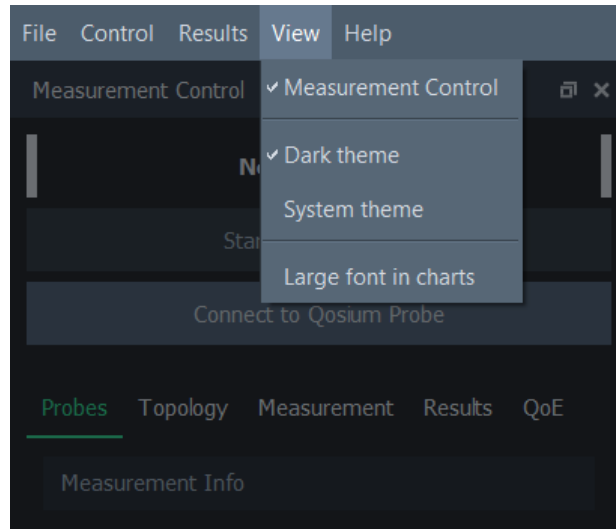 File Control Results View Help
Measurement Control
Measurement Control
Dark theme
System theme
Large font in charts
Connect to Qosium Probe
Probes Topology Measurement Results QoE
Measurement Info